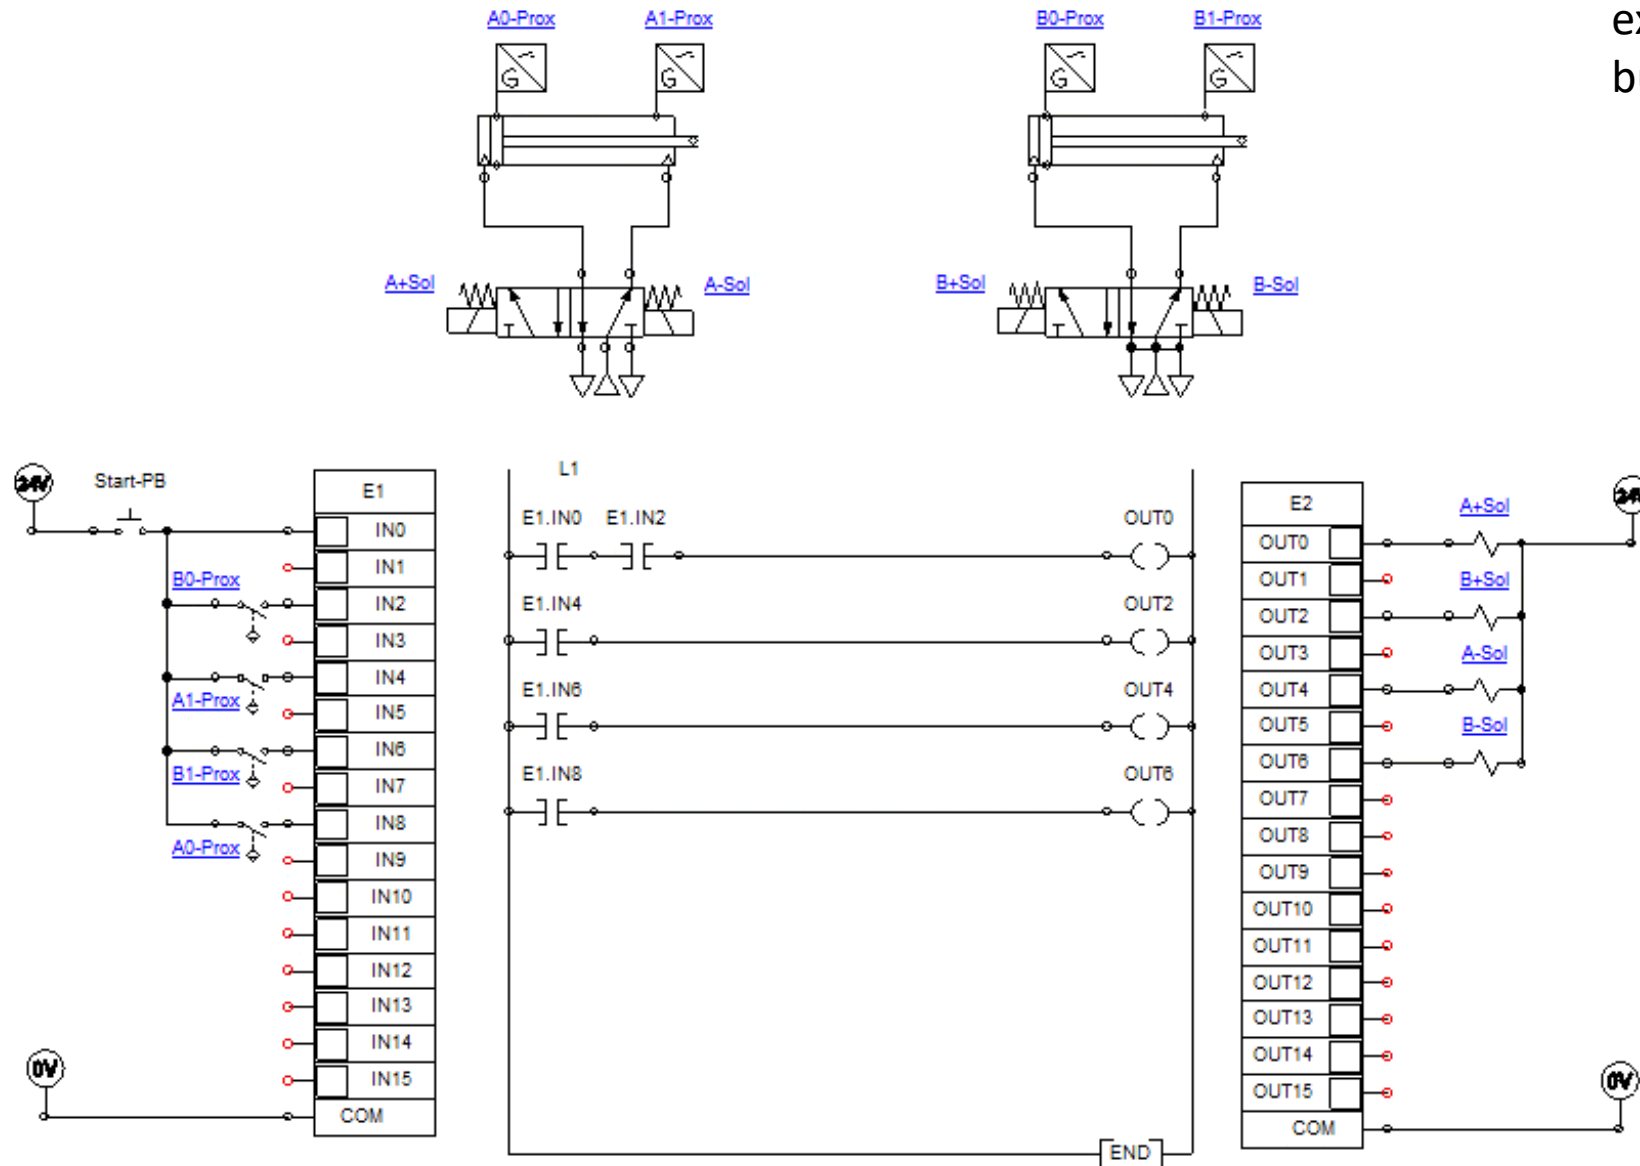 A0-Prox A1-Prox B0-Prox B1-Prox
G G G G
A+Sol A-Sol B+Sol B-Sol
24V Start-PB
E1
IN0
IN1
B0-Prox IN2
IN3
IN4
A1-Prox IN5
IN6
B1-Prox IN7
IN8
A0-Prox IN9
IN10
IN11
IN12
IN13
IN14
IN15
0V COM
L1
E1.IN0 E1.IN2 OUT0
E1.IN4 OUT2
E1.IN6 OUT4
E1.IN8 OUT6
END
E2
A+Sol
OUT0
OUT1 B+Sol
OUT2
OUT3 A-Sol
OUT4
OUT5 B-Sol
OUT6
OUT7
OUT8
OUT9
OUT10
OUT11
OUT12
OUT13
OUT14
OUT15
COM 0V